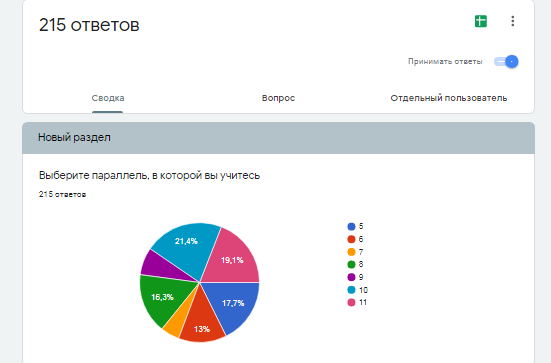 215 ответов
Принимать ответы
Сводка Вопрос Отдельный пользователь
Новый раздел
Выберите параллель, в которой вы учитесь
215 ответов
21,4%
19,1%
16,3%
17,7%
13%
5
6
7
8
9
10
11